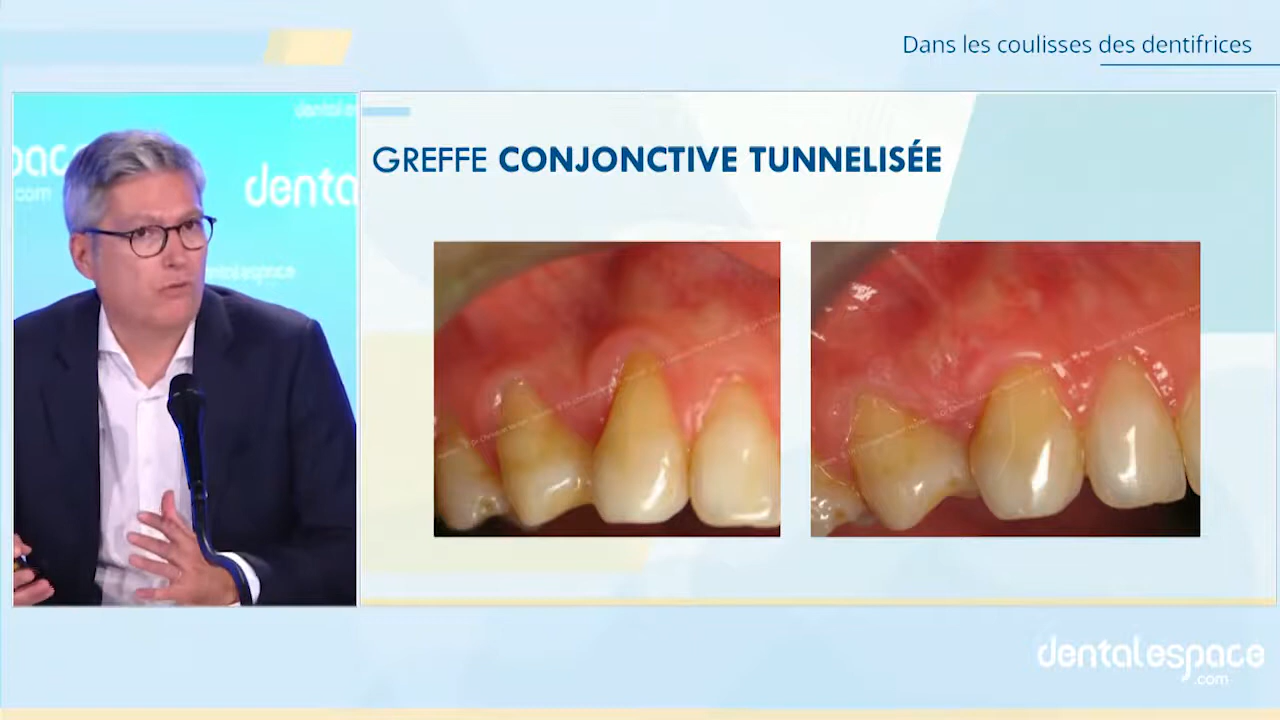 Dans les coulisses des dentifrices
GREFFE CONJONCTIVE TUNNELISÉE
dentalespace
.com